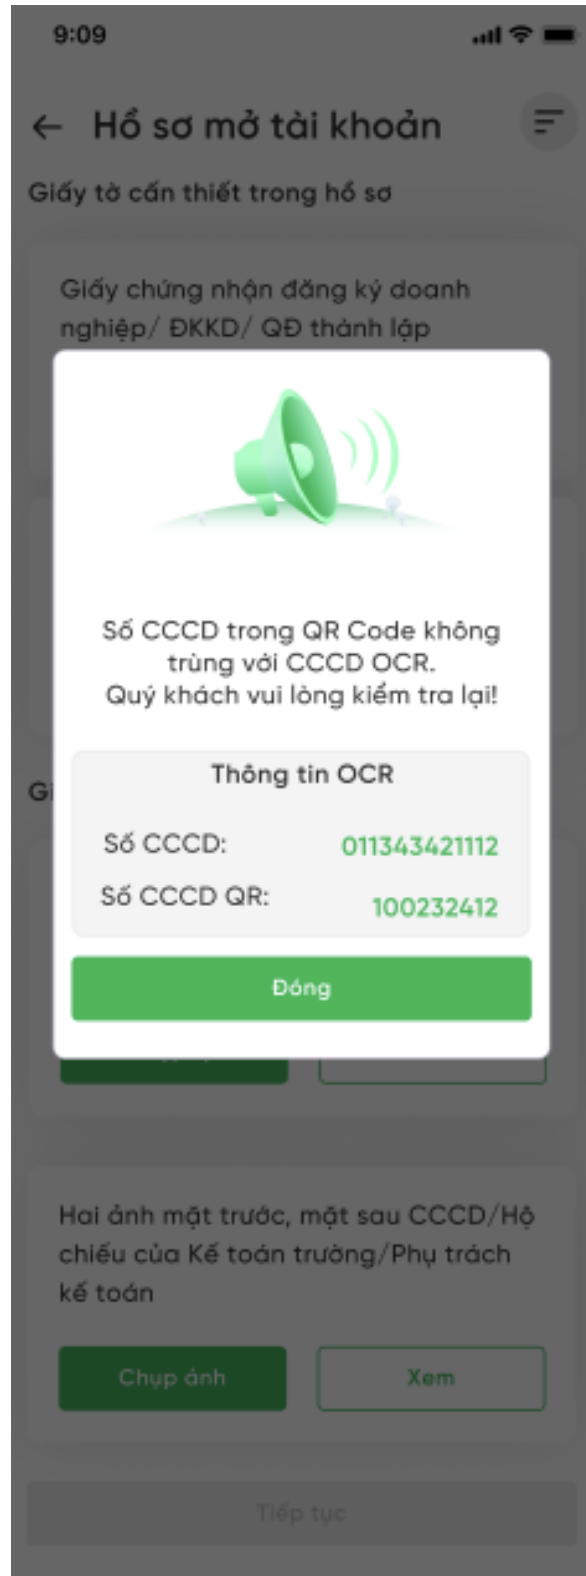 9:09
Hồ sơ mở tài khoản
Giấy tờ cần thiết trong hồ sơ
Giấy chứng nhận đăng ký doanh
nghiệp/ ĐKKD/ QĐ thành lập
Số CCCD trong QR Code không
trùng với CCCD OCR.
Quý khách vui lòng kiểm tra lại!
Thông tin OCR
Số CCCD: 011343421112
Số CCCD QR: 100232412
Đóng
Hai ảnh mặt trước, mặt sau CCCD/Hộ
chiếu của Kế toán trưởng/Phụ trách
kế toán
Chụp ảnh Xem
Tiếp tục